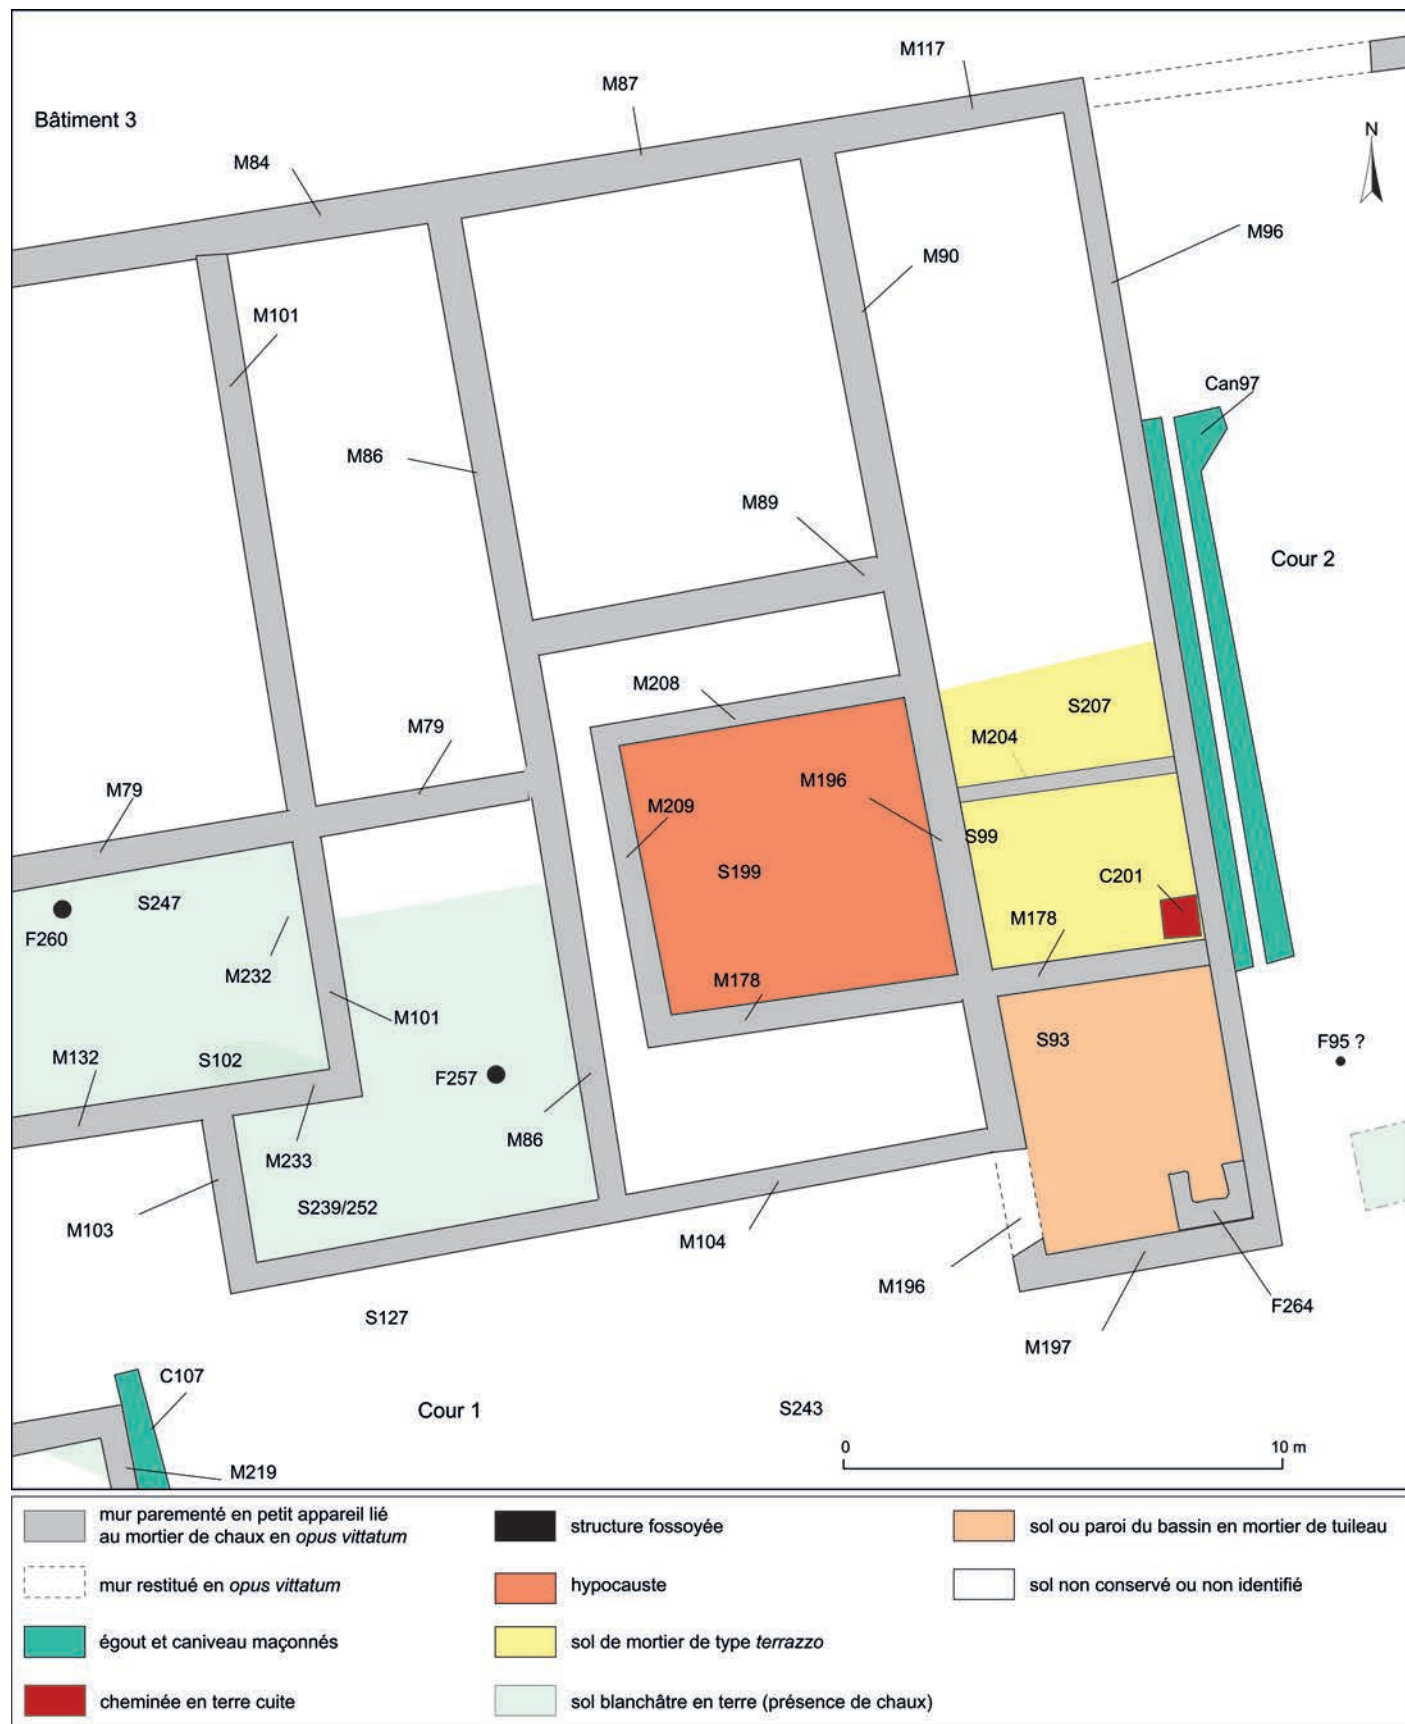 M117
M87
Bâtiment 3
N
M84
M96
M90
M101
Can97
M86
M89
Cour 2
M208
S207
M79
M204
M79
M196
M209
S99
S199
C201
S247
M178
F260
M232
M178
M101
S93
F95 ?
M132
S102
F257
M86
M233
S239/252
M103
M104
M196
F264
S127
M197
C107
Cour 1
S243
0
10 m
M219
mur parementé en petit appareil lié
au mortier de chaux en opus vittatum
structure fossoyée
sol ou paroi du bassin en mortier de tuileau
mur restitué en opus vittatum
hypocauste
sol non conservé ou non identifié
égout et caniveau maçonnés
sol de mortier de type terrazzo
cheminée en terre cuite
sol blanchâtre en terre (présence de chaux)